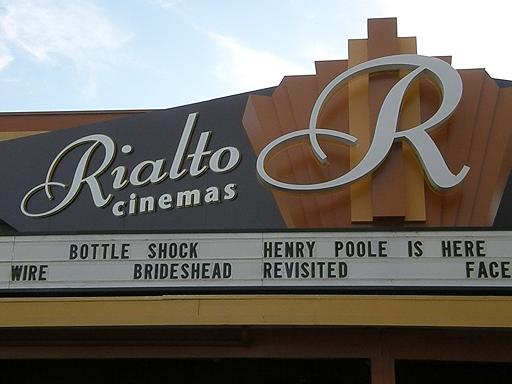 Rialto
cinemas
R
BOTTLE SHOCK HENRY POOLE IS HERE
WIRE BRIDESHEAD REVISITED FACE